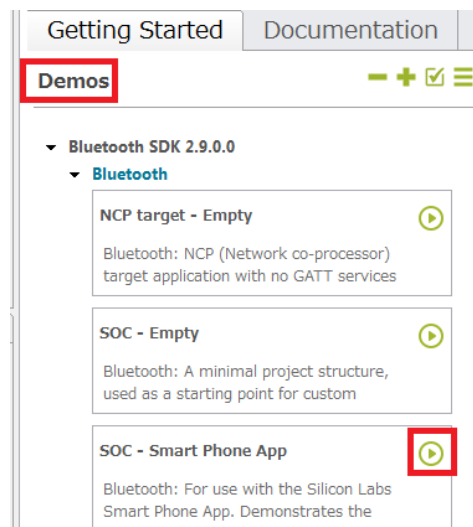 Getting Started Documentation
Demos
Bluetooth SDK 2.9.0.0
Bluetooth
NCP target - Empty
Bluetooth: NCP (Network co-processor)
target application with no GATT services
SOC - Empty
Bluetooth: A minimal project structure,
used as a starting point for custom
SOC - Smart Phone App
Bluetooth: For use with the Silicon Labs
Smart Phone App. Demonstrates the